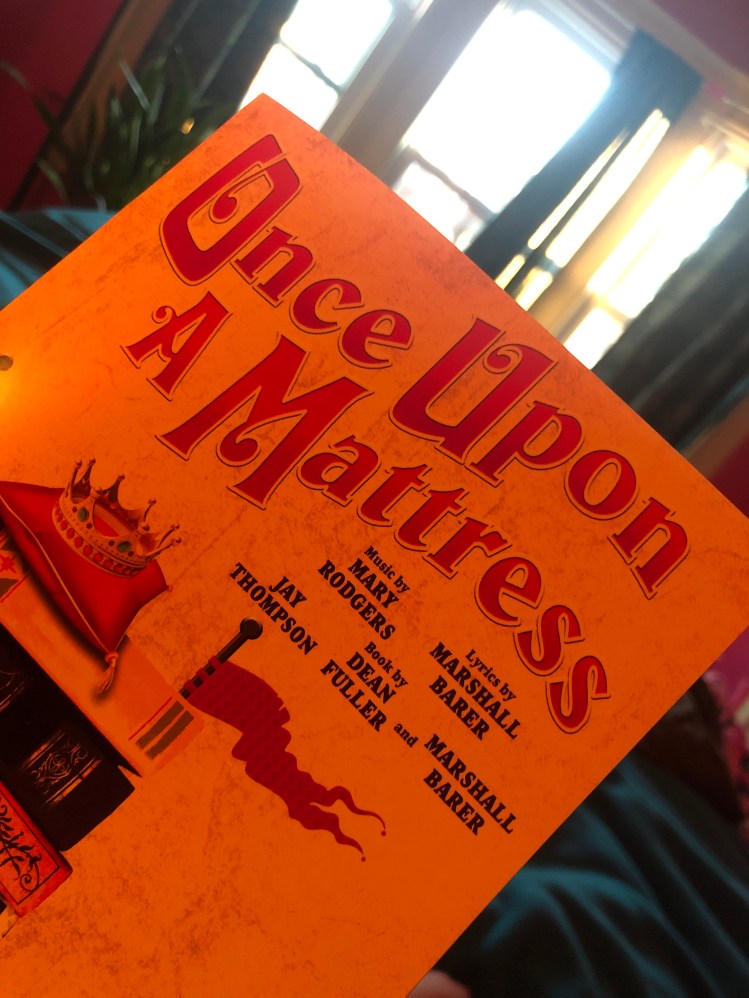 Once Upon
A Mattress
Music by
MARY
RODGERS
Lyrics by
MARSHALL
BARER
Book by
JAY
THOMPSON
DEAN
FULLER
and
MARSHALL
BARER